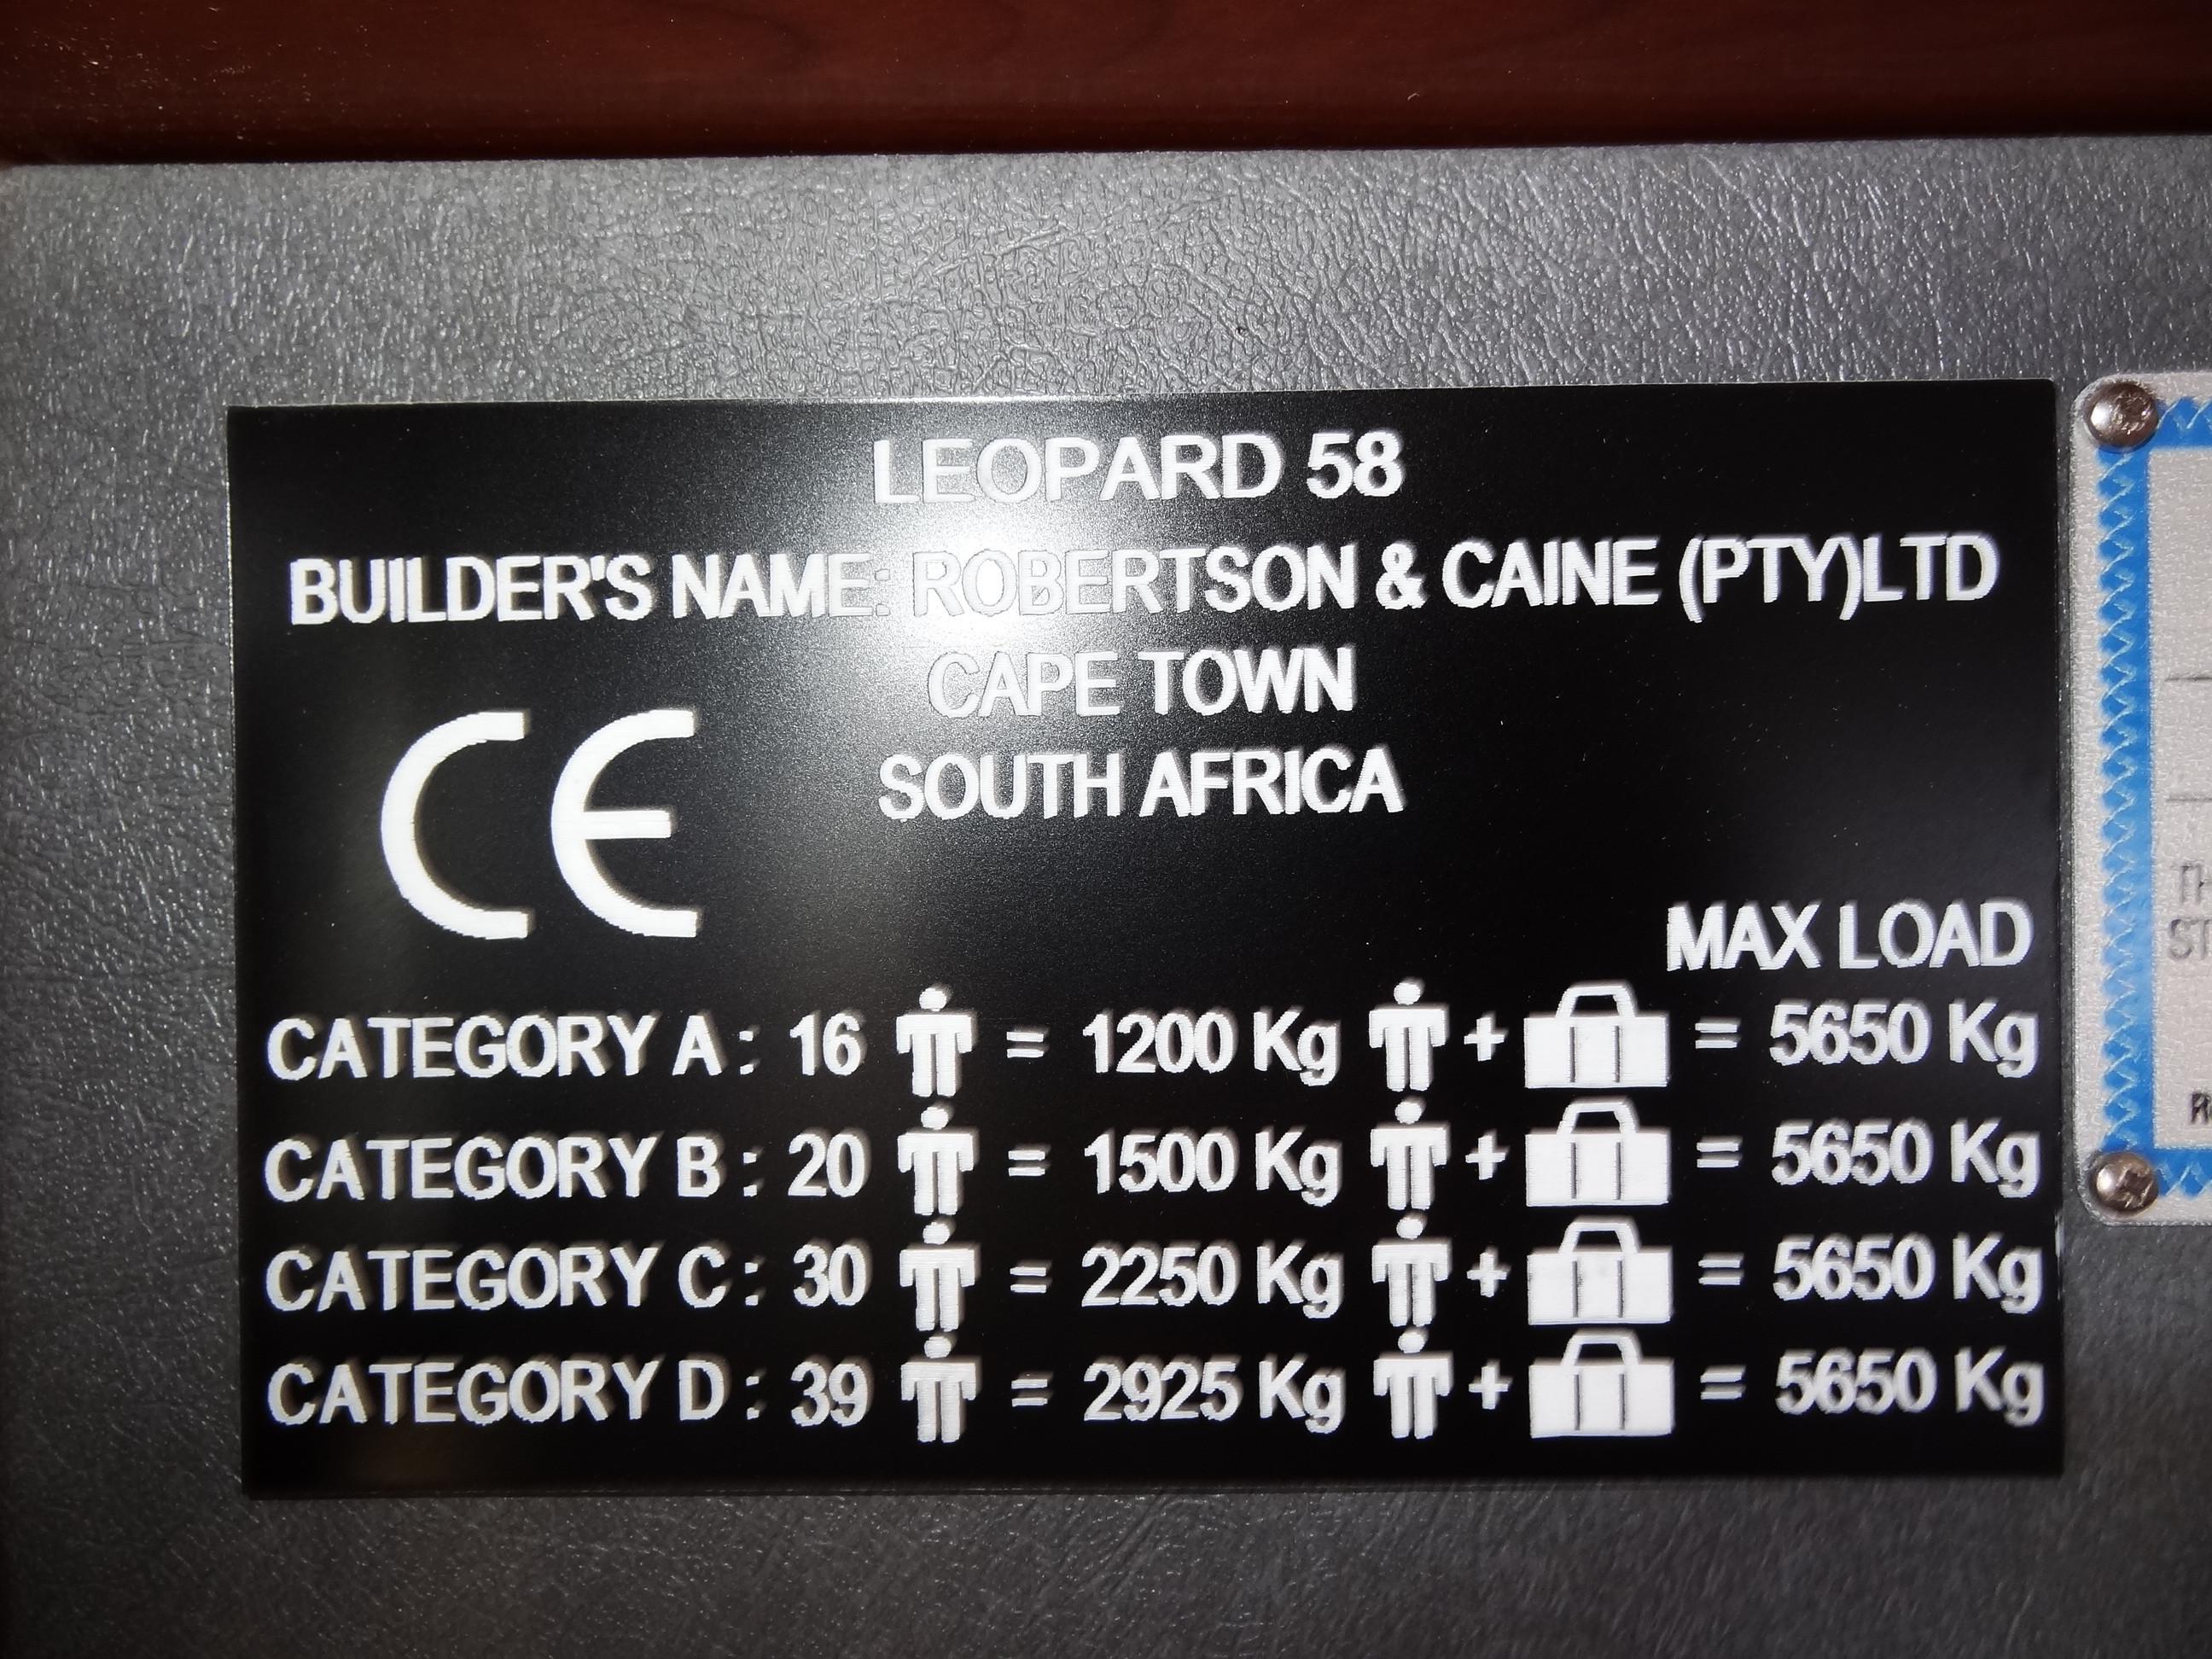 LEOPARD 58
BUILDER'S NAME: ROBERTSON & CAINE (PTY)LTD
CAPE TOWN
SOUTH AFRICA
CE
MAX LOAD
CATEGORY A : 16 = 1200 Kg + = 5650 Kg
CATEGORY B : 20 = 1500 Kg + = 5650 Kg
CATEGORY C : 30 = 2250 Kg + = 5650 Kg
CATEGORY D : 39 = 2925 Kg + = 5650 Kg